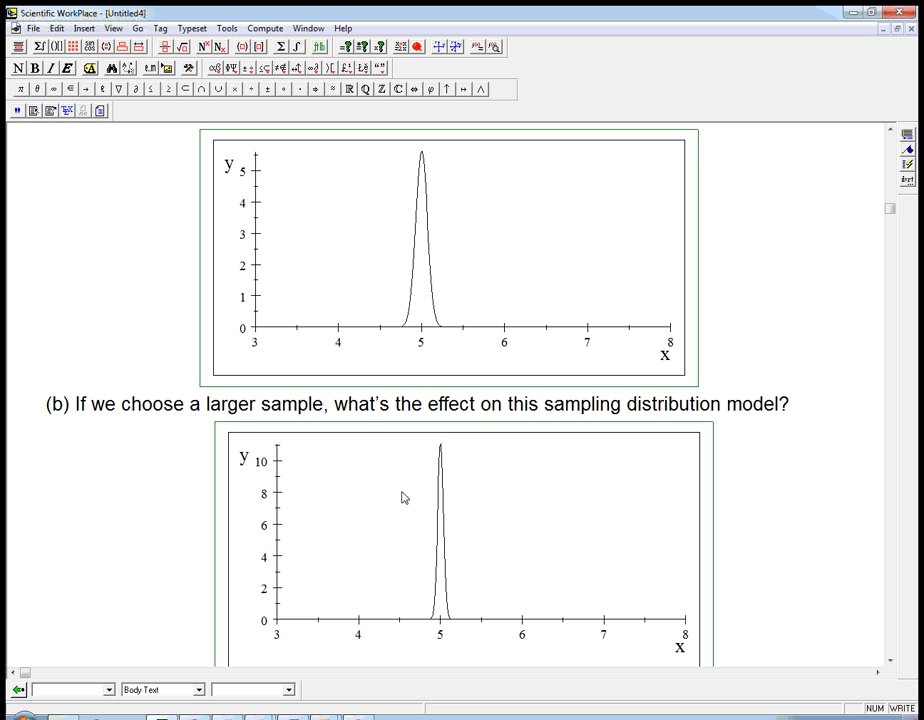 Scientific WorkPlace - [Untitled4]
File Edit Insert View Go Tag Typeset Tools Compute Window Help
y
5
4
3
2
1
0
3 4 5 6 7 8
x
(b) If we choose a larger sample, what's the effect on this sampling distribution model?
y
10
8
6
4
2
0
3 4 5 6 7 8
x
Body Text
NUM WRITE